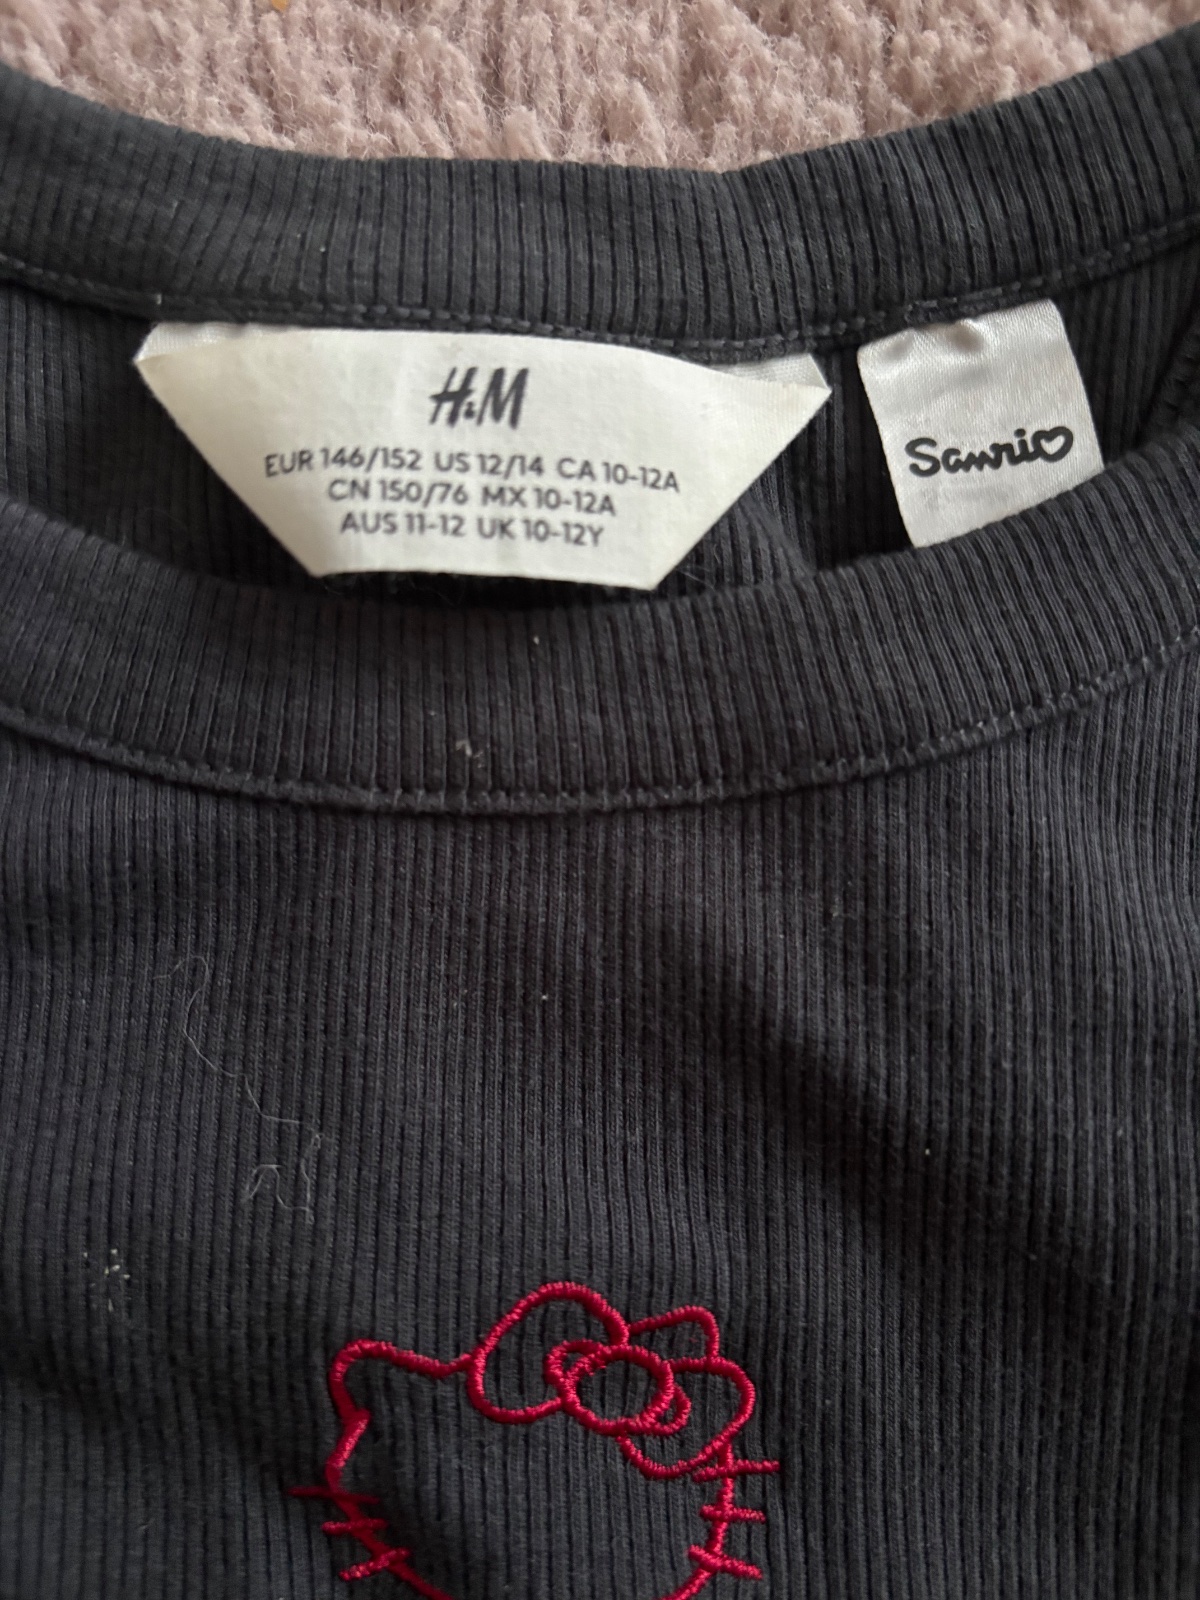 H&M
EUR 146/152 US 12/14 CA 10-12A
CN 150/76 MX 10-12A
AUS 11-12 UK 10-12Y
Sanrio